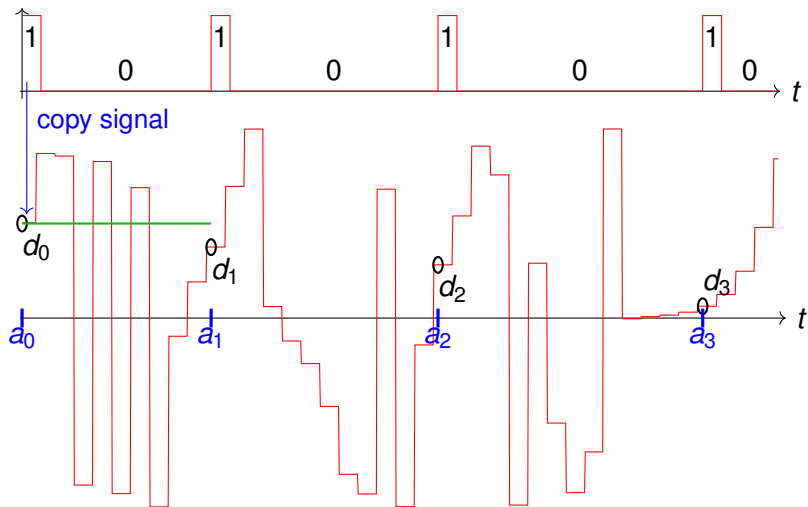 1 1 1 1
0 0 0 0
t
copy signal
d₀
d₁
d₂
d₃
t
a₀ a₁ a₂ a₃